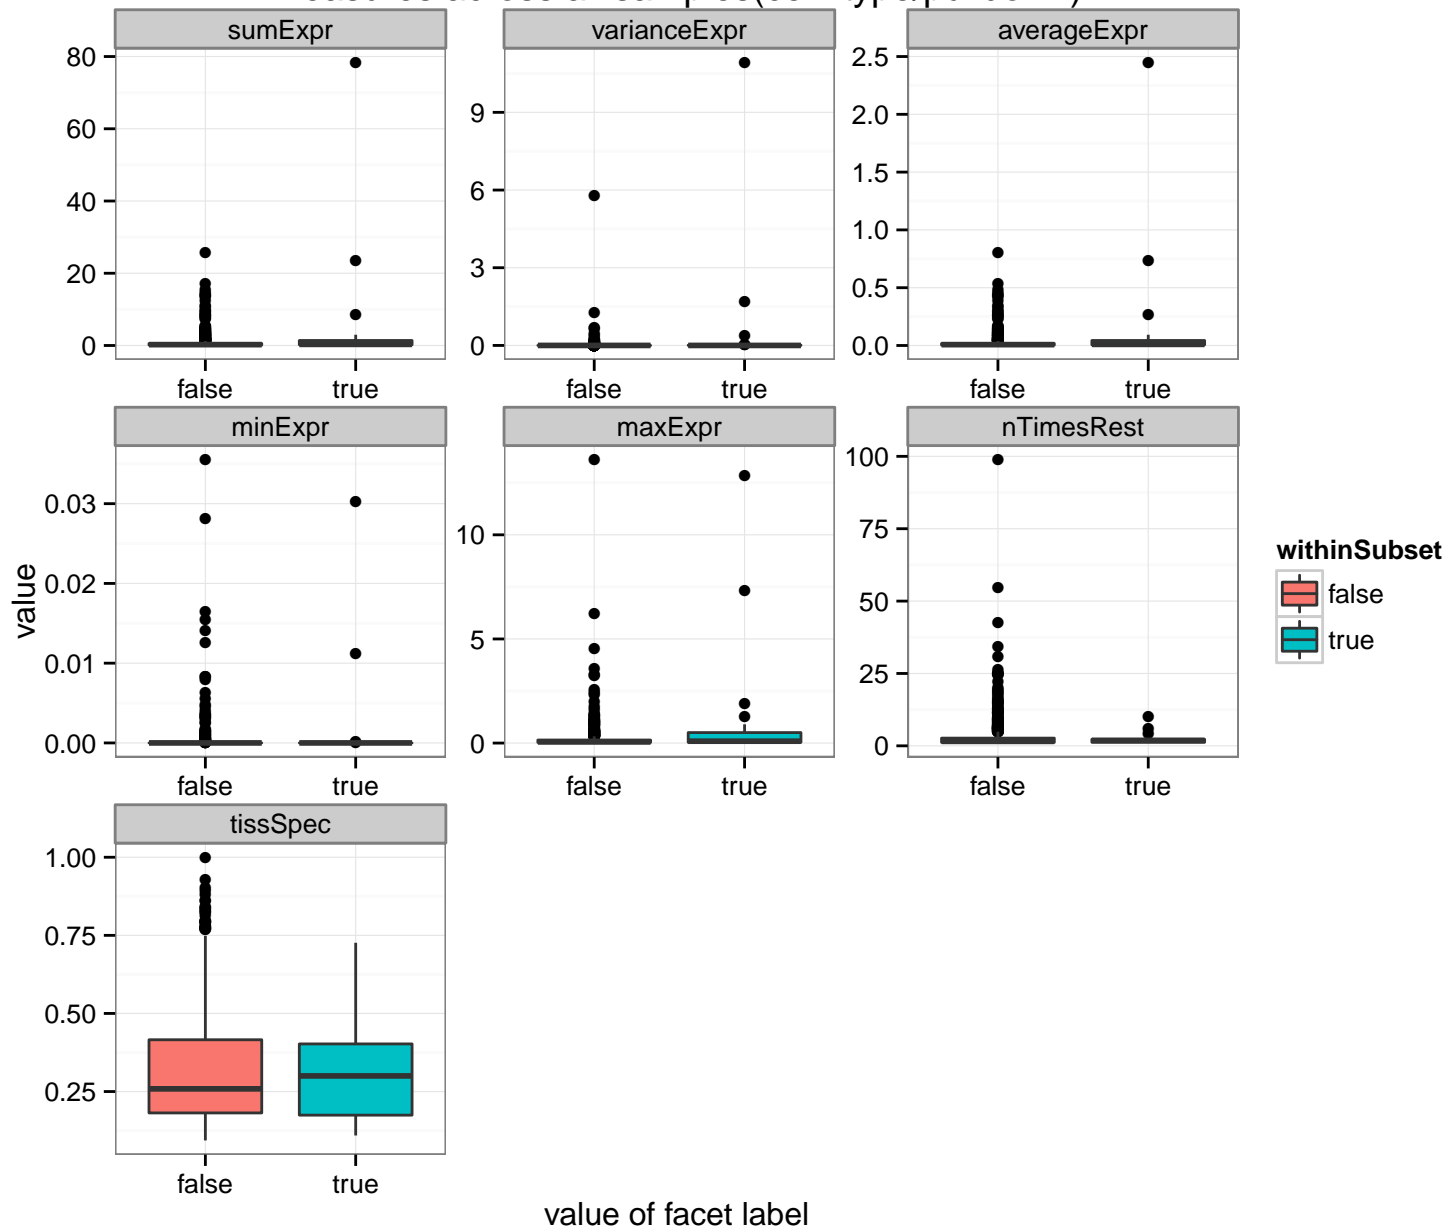 sumExpr varianceExpr averageExpr
80
60
40
20
0
false true
9
6
3
0
false true
2.5
2.0
1.5
1.0
0.5
0.0
false true
minExpr maxExpr nTimesRest
value
0.03
0.02
0.01
0.00
false true
10
5
0
false true
100
75
50
25
0
false true
withinSubset
false
true
tissSpec
1.00
0.75
0.50
0.25
false true
value of facet label